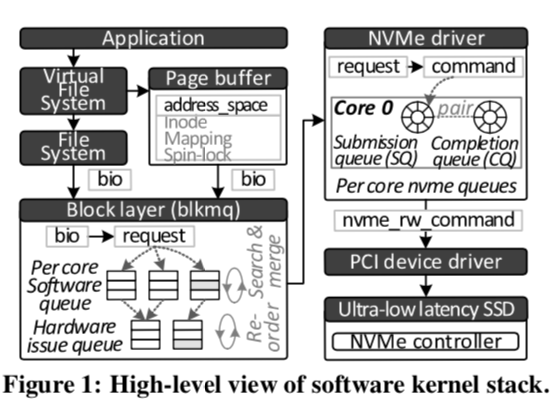 Application
Virtual
File
System
Page buffer
address_space
Inode
Mapping
Spin-lock
File
System
bio
bio
Block layer (blkmq)
bio
request
Per core
Software
queue
Search &
merge
Hardware
issue queue
Re-
order
NVMe driver
request
command
Core 0
pair
Submission
queue (SQ)
Completion
queue (CQ)
Per core nvme queues
nvme_rw_command
PCI device driver
Ultra-low latency SSD
NVMe controller
Figure 1: High-level view of software kernel stack.